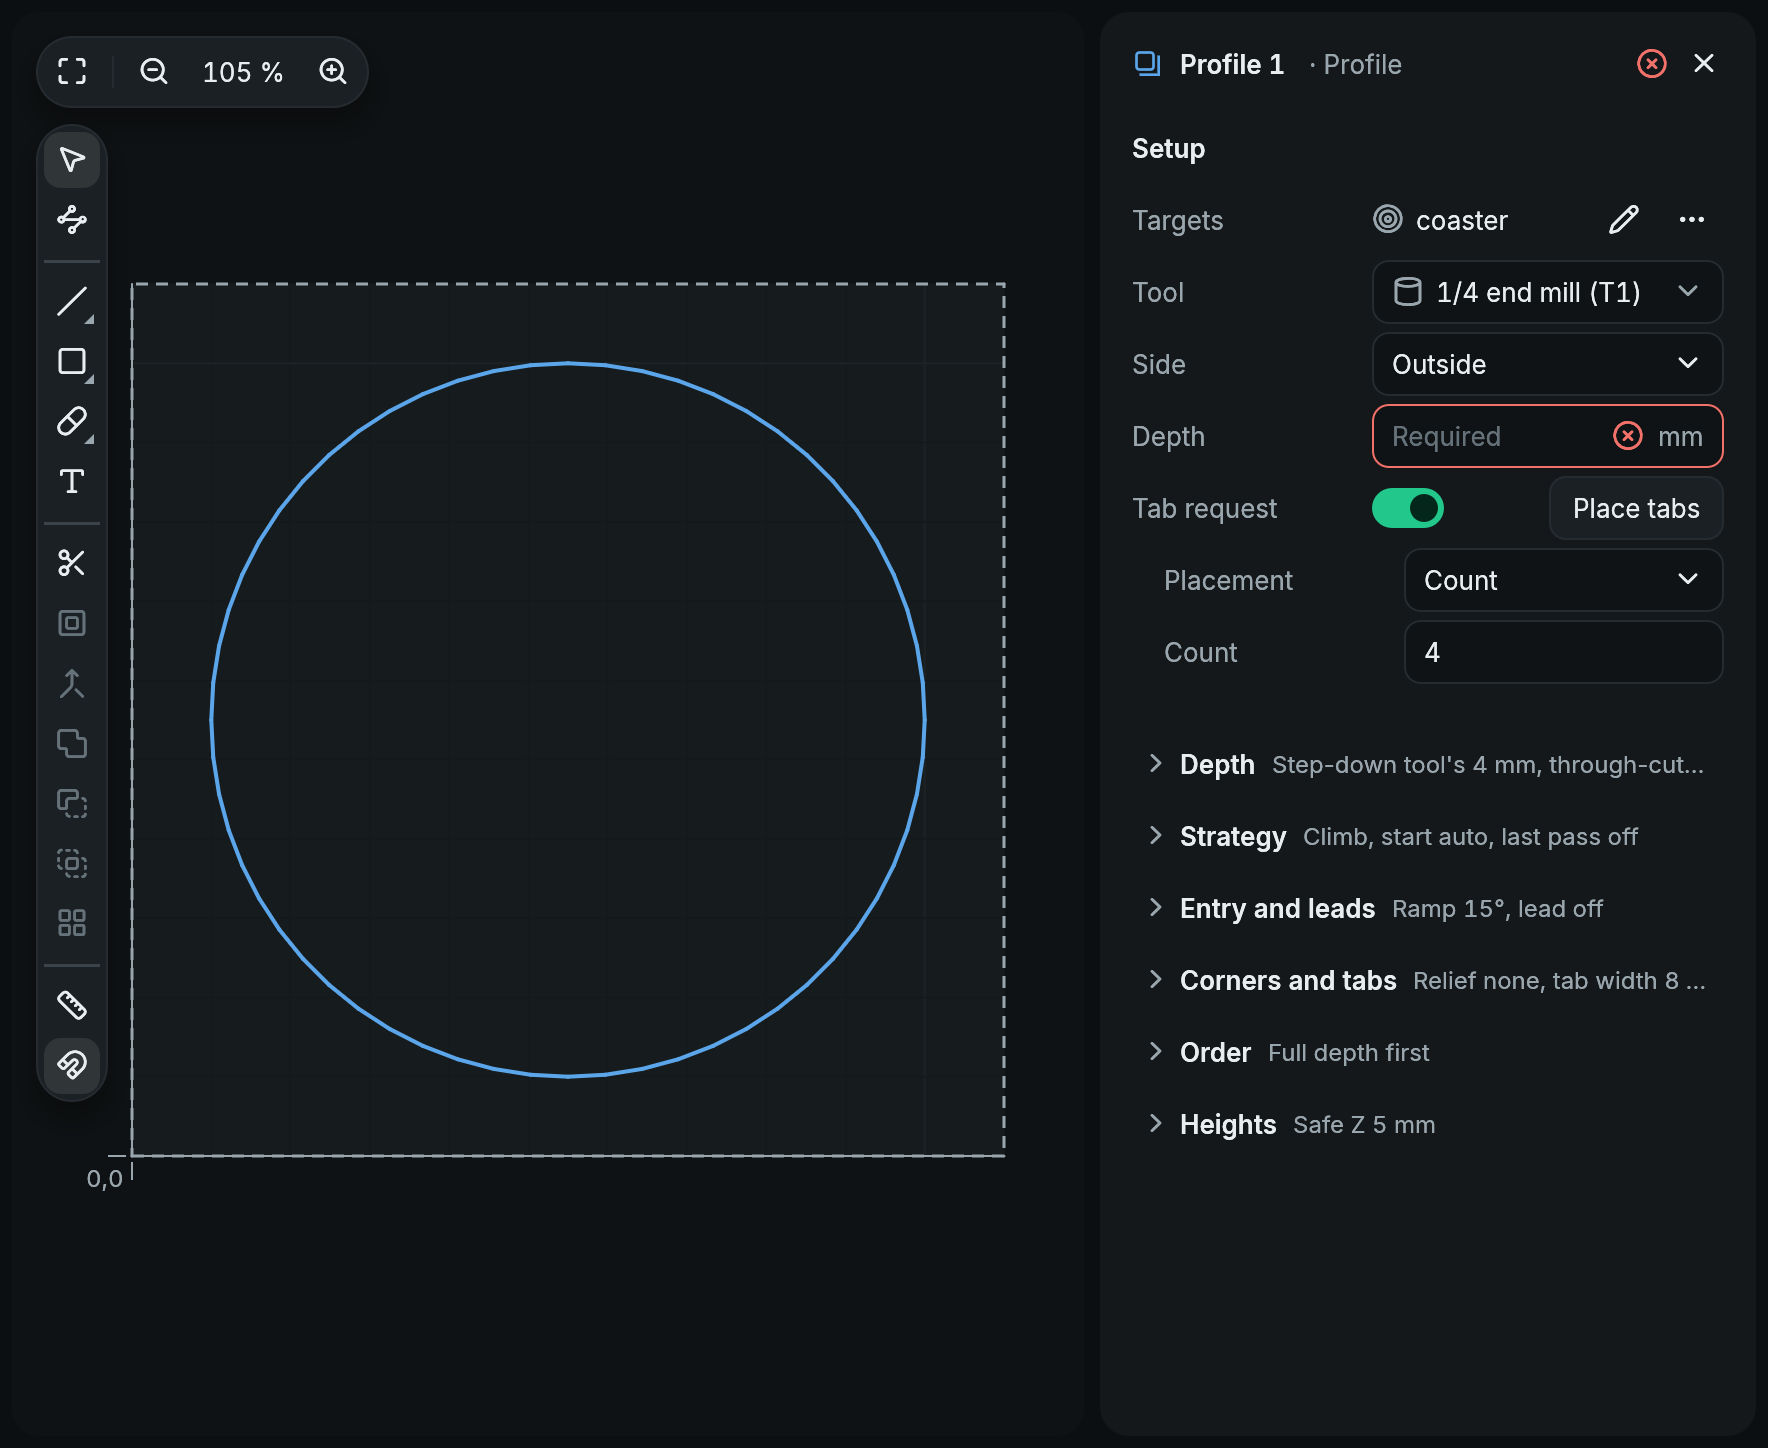 105 %
0,0
Profile 1 · Profile
Setup
Targets coaster
Tool 1/4 end mill (T1)
Side Outside
Depth Required mm
Tab request Place tabs
Placement Count
Count 4
Depth Step-down tool's 4 mm, through-cut...
Strategy Climb, start auto, last pass off
Entry and leads Ramp 15°, lead off
Corners and tabs Relief none, tab width 8 ...
Order Full depth first
Heights Safe Z 5 mm